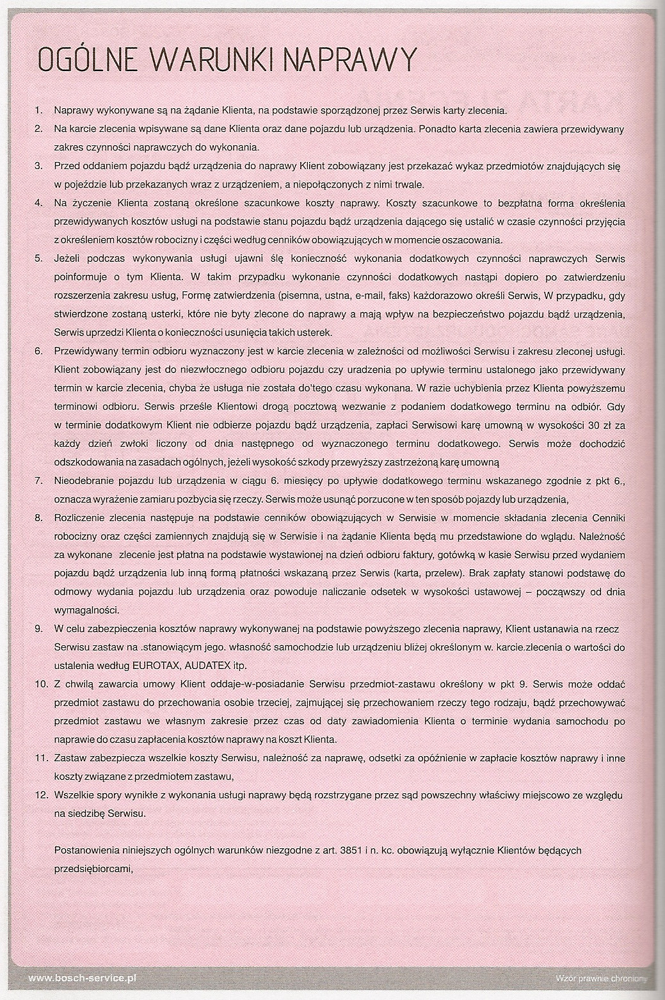 OGÓLNE WARUNKI NAPRAWY
1. Naprawy wykonywane są na żądanie Klienta, na podstawie sporządzonej przez Serwis karty zlecenia.
2. Na karcie zlecenia wpisywane są dane Klienta oraz dane pojazdu lub urządzenia. Ponadto karta zlecenia zawiera przewidywany
zakres czynności naprawczych do wykonania.
3. Przed oddaniem pojazdu bądź urządzenia do naprawy Klient zobowiązany jest przekazać wykaz przedmiotów znajdujących się
w pojeździe lub przekazanych wraz z urządzeniem, a niepołączonych z nimi trwale.
4. Na życzenie Klienta zostaną określone szacunkowe koszty naprawy. Koszty szacunkowe to bezpłatna forma określenia
przewidywanych kosztów usługi na podstawie stanu pojazdu bądź urządzenia dającego się ustalić w czasie czynności przyjęcia
z określeniem kosztów robocizny i części według cenników obowiązujących w momencie oszacowania.
5. Jeżeli podczas wykonywania usługi ujawni ślę konieczność wykonania dodatkowych czynności naprawczych Serwis
poinformuje o tym Klienta. W takim przypadku wykonanie czynności dodatkowych nastąpi dopiero po zatwierdzeniu
rozszerzenia zakresu usług, Formę zatwierdzenia (pisemna, ustna, e-mail, faks) każdorazowo określi Serwis, W przypadku, gdy
stwierdzone zostaną usterki, które nie byty zlecone do naprawy a mają wpływ na bezpieczeństwo pojazdu bądź urządzenia,
Serwis uprzedzi Klienta o konieczności usunięcia takich usterek.
6. Przewidywany termin odbioru wyznaczony jest w karcie zlecenia w zależności od możliwości Serwisu i zakresu zleconej usługi.
Klient zobowiązany jest do niezwłocznego odbioru pojazdu czy uradzenia po upływie terminu ustalonego jako przewidywany
termin w karcie zlecenia, chyba że usługa nie została do'tego czasu wykonana. W razie uchybienia przez Klienta powyższemu
terminowi odbioru. Serwis prześle Klientowi drogą pocztową wezwanie z podaniem dodatkowego terminu na odbiór. Gdy
w terminie dodatkowym Klient nie odbierze pojazdu bądź urządzenia, zapłaci Serwisowi karę umowną w wysokości 30 zł za
każdy dzień zwłoki liczony od dnia następnego od wyznaczonego terminu dodatkowego. Serwis może dochodzić
odszkodowania na zasadach ogólnych, jeżeli wysokość szkody przewyższy zastrzeżoną karę umowną
7. Nieodebranie pojazdu lub urządzenia w ciągu 6. miesięcy po upływie dodatkowego terminu wskazanego zgodnie z pkt 6.,
oznacza wyrażenie zamiaru pozbycia się rzeczy. Serwis może usunąć porzucone w ten sposób pojazdy lub urządzenia,
8. Rozliczenie zlecenia następuje na podstawie cenników obowiązujących w Serwisie w momencie składania zlecenia Cenniki
robocizny oraz części zamiennych znajdują się w Serwisie i na żądanie Klienta będą mu przedstawione do wglądu. Należność
za wykonane zlecenie jest płatna na podstawie wystawionej na dzień odbioru faktury, gotówką w kasie Serwisu przed wydaniem
pojazdu bądź urządzenia lub inną formą płatności wskazaną przez Serwis (karta, przelew). Brak zapłaty stanowi podstawę do
odmowy wydania pojazdu lub urządzenia oraz powoduje naliczanie odsetek w wysokości ustawowej – począwszy od dnia
wymagalności.
9. W celu zabezpieczenia kosztów naprawy wykonywanej na podstawie powyższego zlecenia naprawy, Klient ustanawia na rzecz
Serwisu zastaw na .stanowiącym jego. własność samochodzie lub urządzeniu bliżej określonym w. karcie.zlecenia o wartości do
ustalenia według EUROTAX, AUDATEX itp.
10. Z chwilą zawarcia umowy Klient oddaje-w-posiadanie Serwisu przedmiot-zastawu określony w pkt 9. Serwis może oddać
przedmiot zastawu do przechowania osobie trzeciej, zajmującej się przechowaniem rzeczy tego rodzaju, bądź przechowywać
przedmiot zastawu we własnym zakresie przez czas od daty zawiadomienia Klienta o terminie wydania samochodu po
naprawie do czasu zapłacenia kosztów naprawy na koszt Klienta.
11. Zastaw zabezpiecza wszelkie koszty Serwisu, należność za naprawę, odsetki za opóźnienie w zapłacie kosztów naprawy i inne
koszty związane z przedmiotem zastawu,
12. Wszelkie spory wynikłe z wykonania usługi naprawy będą rozstrzygane przez sąd powszechny właściwy miejscowo ze względu
na siedzibę Serwisu.
Postanowienia niniejszych ogólnych warunków niezgodne z art. 3851 i n. kc. obowiązują wyłącznie Klientów będących
przedsiębiorcami,
www.bosch-service.pl
Wzór prawnie chroniony